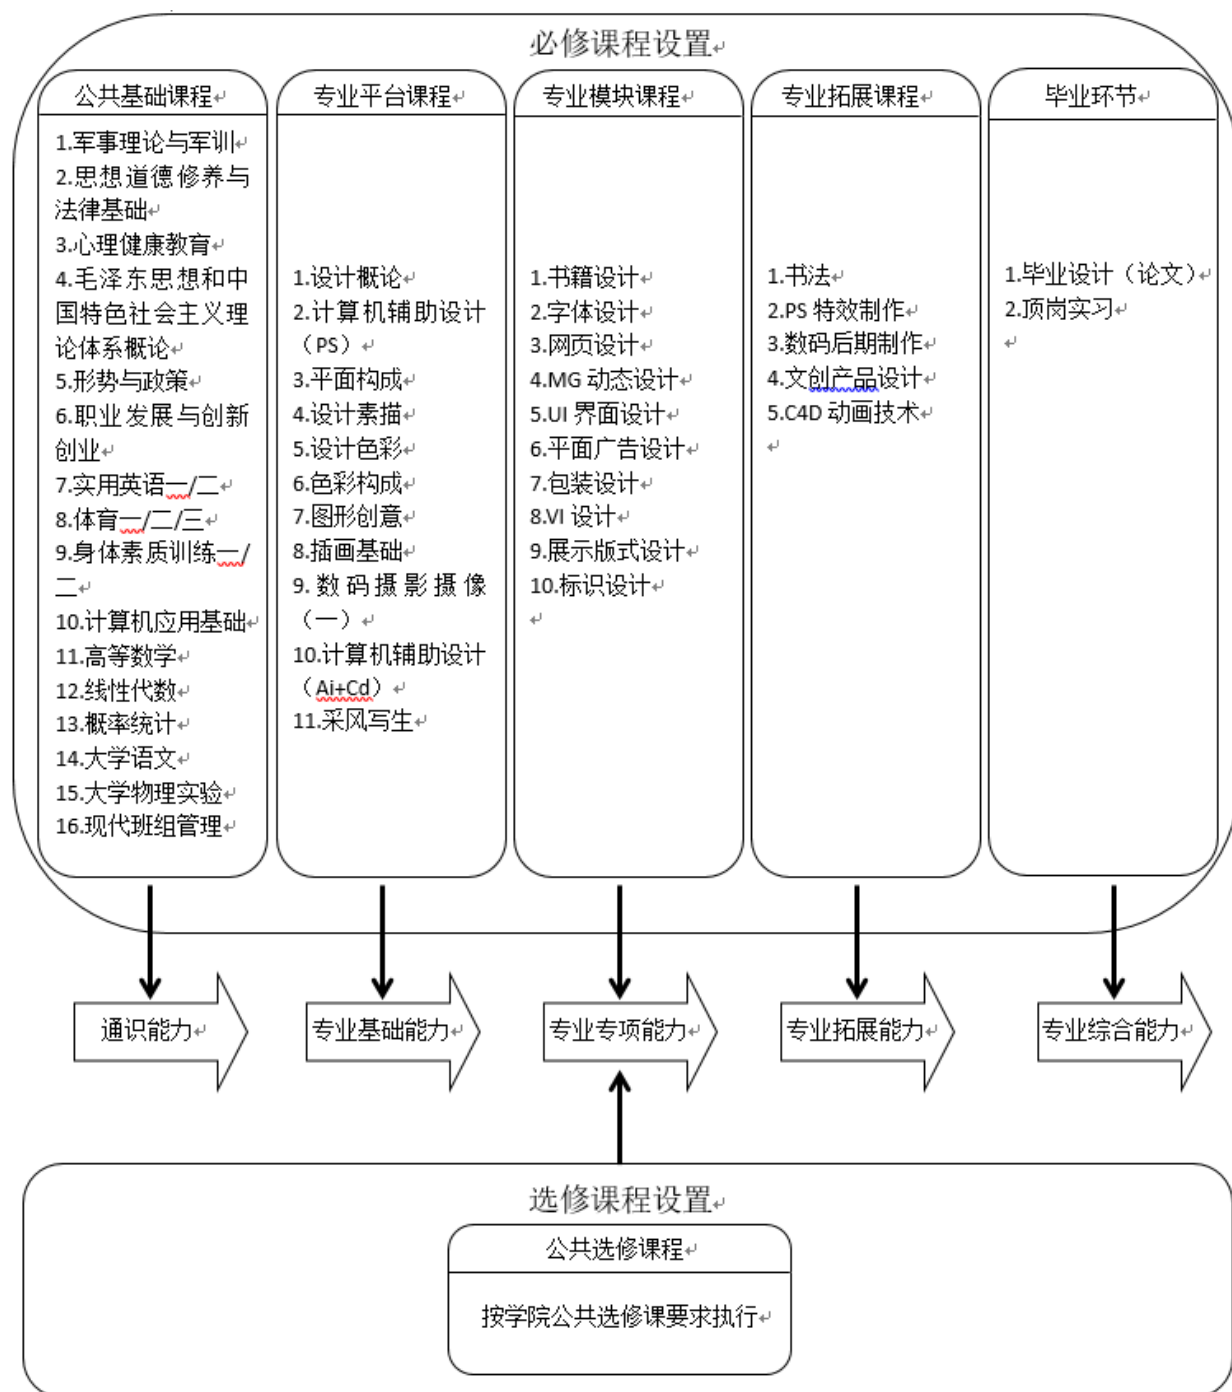 必修课程设置
公共基础课程
1.军事理论与军训
2.思想道德修养与
法律基础
3.心理健康教育
4.毛泽东思想和中
国特色社会主义理
论体系概论
5.形势与政策
6.职业发展与创新
创业
7.实用英语一/二
8.体育一/二/三
9.身体素质训练一/
二
10.计算机应用基础
11.高等数学
12.线性代数
13.概率统计
14.大学语文
15.大学物理实验
16.现代班组管理
专业平台课程
1.设计概论
2.计算机辅助设计
（PS）
3.平面构成
4.设计素描
5.设计色彩
6.色彩构成
7.图形创意
8.插画基础
9.数码摄影摄像
（一）
10.计算机辅助设计
（Ai+Cd）
11.采风写生
专业模块课程
1.书籍设计
2.字体设计
3.网页设计
4.MG 动态设计
5.UI 界面设计
6.平面广告设计
7.包装设计
8.VI 设计
9.展示版式设计
10.标识设计
专业拓展课程
1.书法
2.PS 特效制作
3.数码后期制作
4.文创产品设计
5.C4D 动画技术
毕业环节
1.毕业设计（论文）
2.顶岗实习
通识能力
专业基础能力
专业专项能力
专业拓展能力
专业综合能力
选修课程设置
公共选修课程
按学院公共选修课要求执行